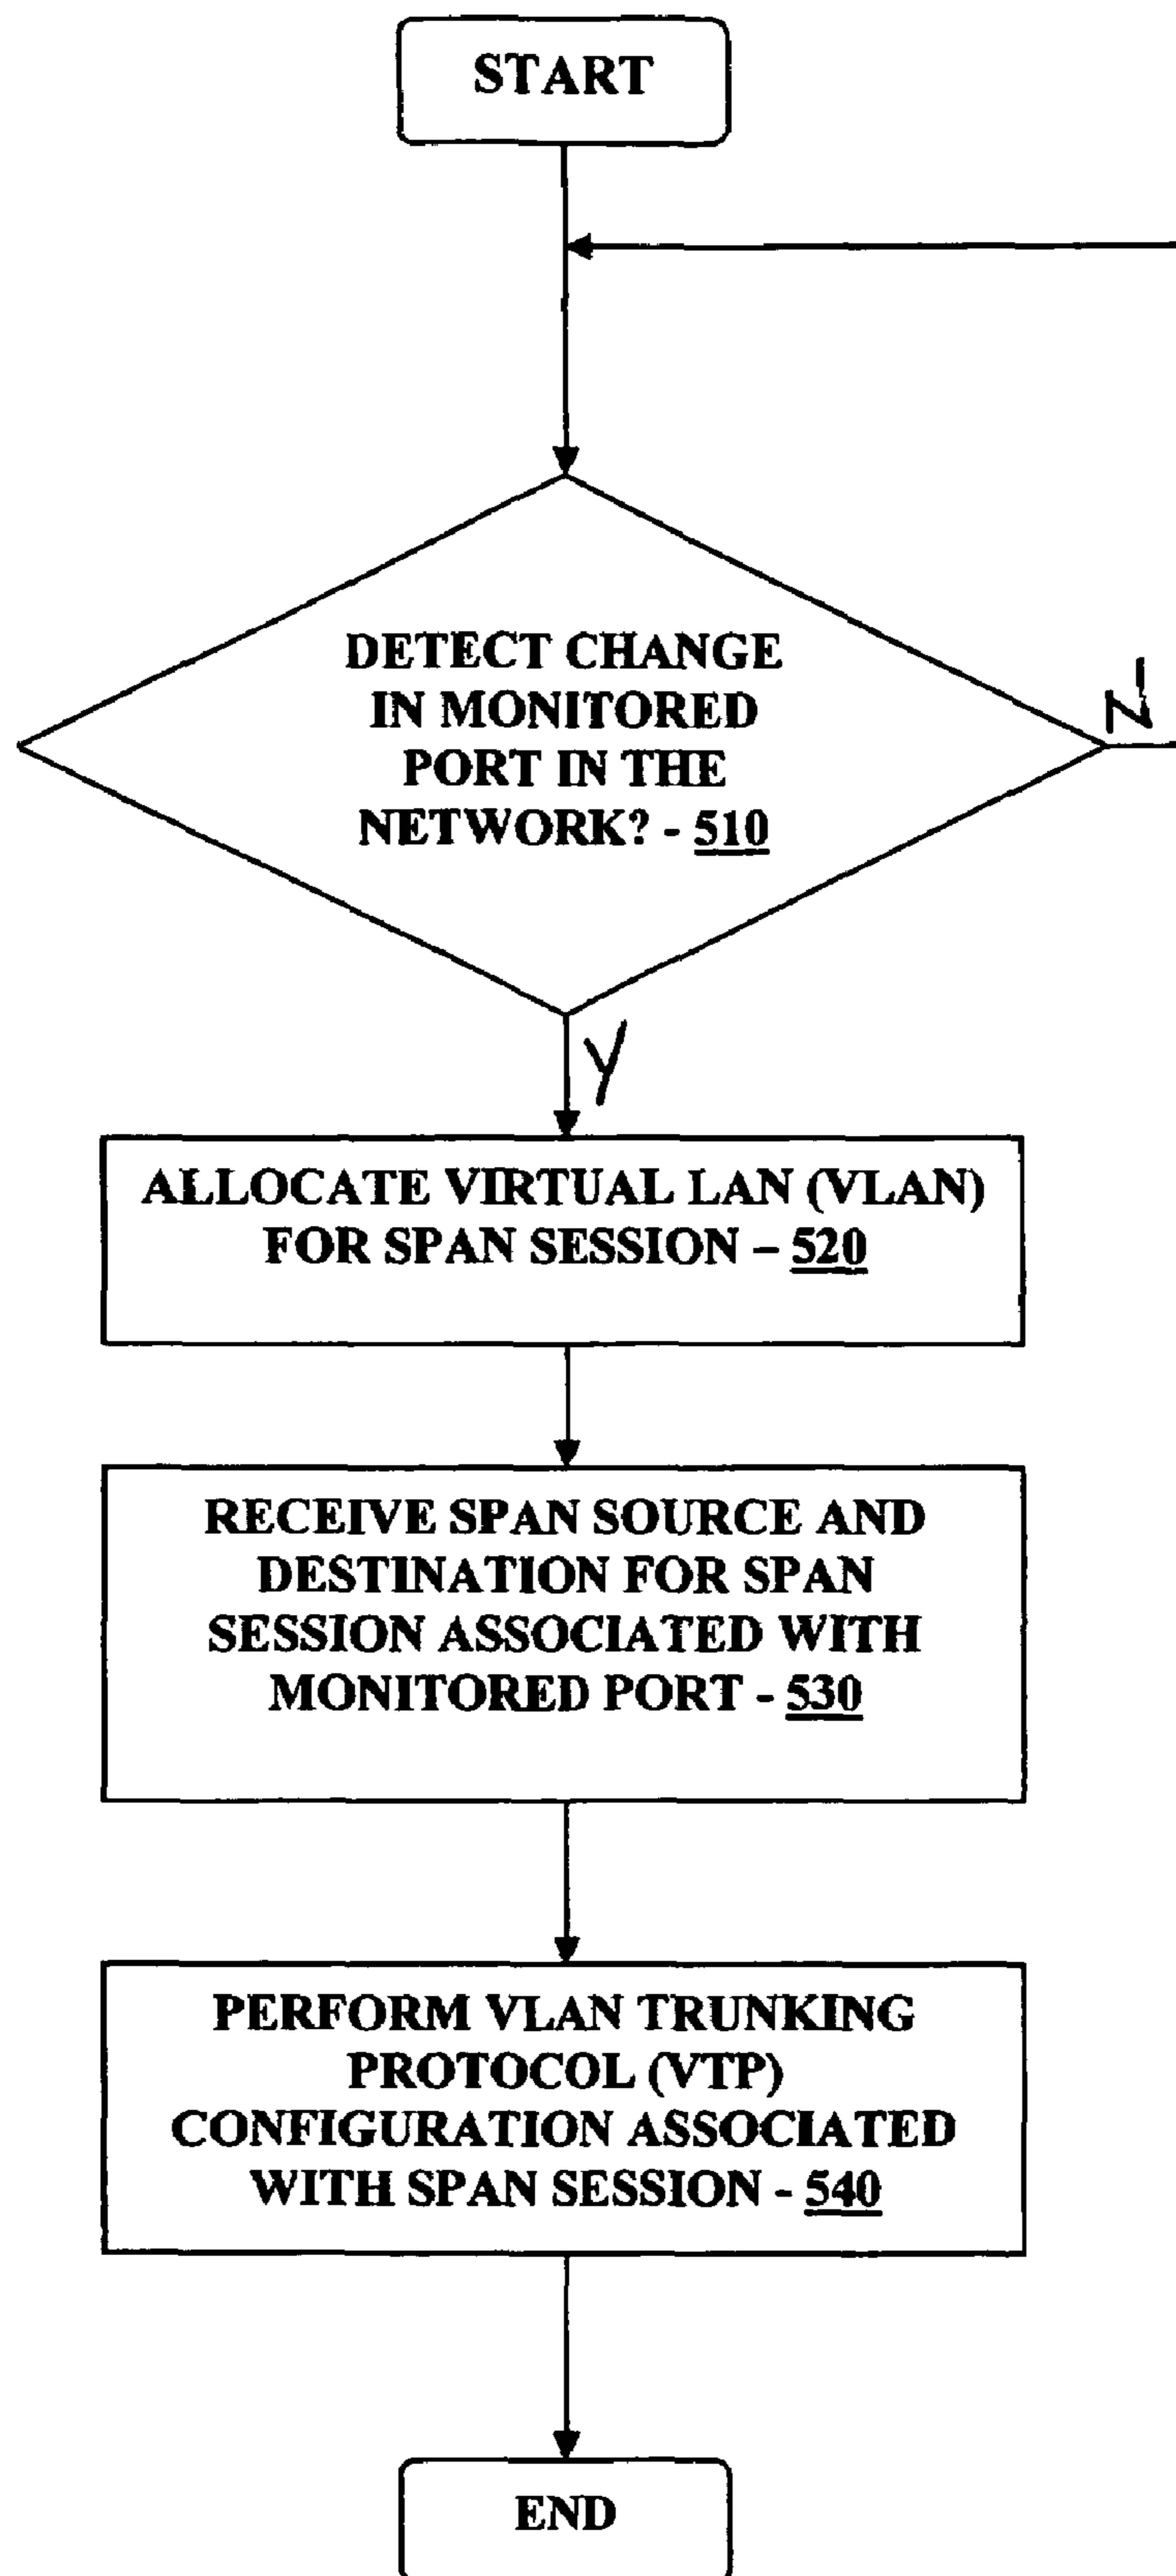 START
DETECT CHANGE
IN MONITORED
PORT IN THE
NETWORK? - 510
N
Y
ALLOCATE VIRTUAL LAN (VLAN)
FOR SPAN SESSION – 520
RECEIVE SPAN SOURCE AND
DESTINATION FOR SPAN
SESSION ASSOCIATED WITH
MONITORED PORT - 530
PERFORM VLAN TRUNKING
PROTOCOL (VTP)
CONFIGURATION ASSOCIATED
WITH SPAN SESSION - 540
END